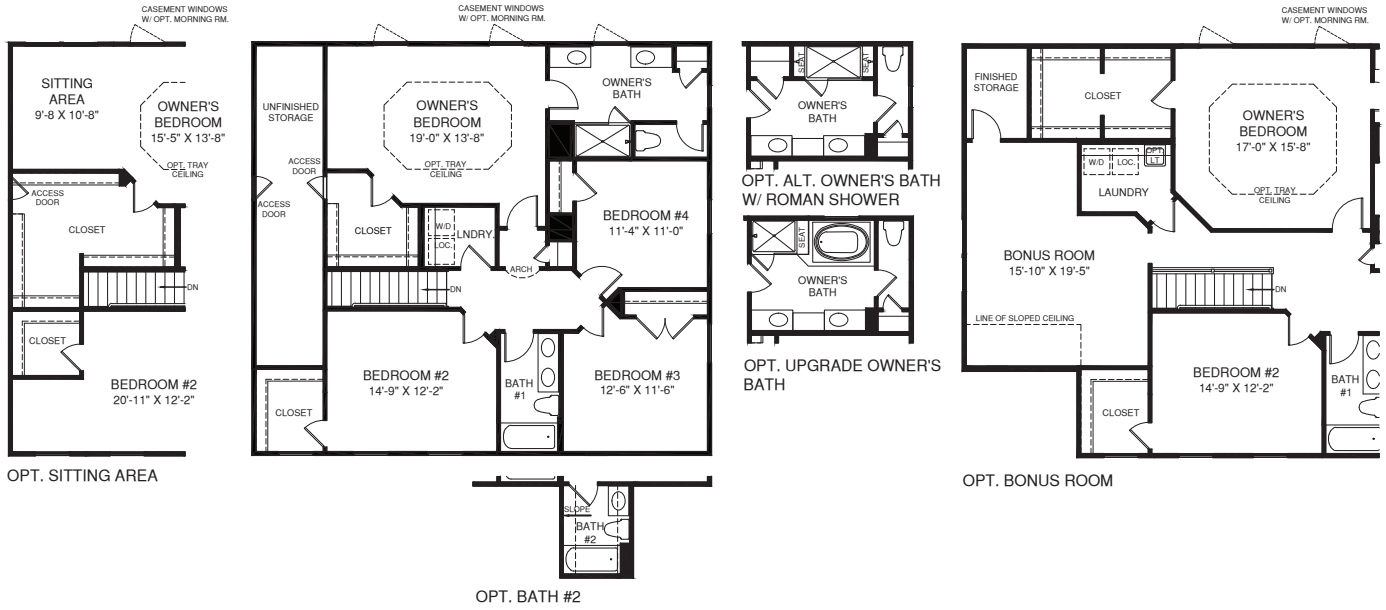 CASEMENT WINDOWS
W/ OPT. MORNING RM.
SITTING
AREA
9'-8 X 10'-8"
OWNER'S
BEDROOM
15'-5" X 13'-8"
OPT. TRAY
CEILING
ACCESS
DOOR
CLOSET
DN
CLOSET
BEDROOM #2
20'-11" X 12'-2"
OPT. SITTING AREA
CASEMENT WINDOWS
W/ OPT. MORNING RM.
UNFINISHED
STORAGE
OWNER'S
BEDROOM
19'-0" X 13'-8"
OPT. TRAY
CEILING
OWNER'S
BATH
ACCESS
DOOR
ACCESS
DOOR
CLOSET
W/D
LOC.
LNDRY.
ARCH
BEDROOM #4
11'-4" X 11'-0"
DN
BEDROOM #2
14'-9" X 12'-2"
BATH
#1
BEDROOM #3
12'-6" X 11'-6"
CLOSET
SLOPE
BATH
#2
OPT. BATH #2
SEAT
SEAT
OWNER'S
BATH
OPT. ALT. OWNER'S BATH
W/ ROMAN SHOWER
SEAT
OWNER'S
BATH
OPT. UPGRADE OWNER'S
BATH
CASEMENT WINDOWS
W/ OPT. MORNING RM.
FINISHED
STORAGE
CLOSET
OWNER'S
BEDROOM
17'-0" X 15'-8"
OPT. TRAY
CEILING
W/D
LOC.
OPT.
LT
LAUNDRY
BONUS ROOM
15'-10" X 19'-5"
DN
LINE OF SLOPED CEILING
BEDROOM #2
14'-9" X 12'-2"
BATH
#1
CLOSET
OPT. BONUS ROOM